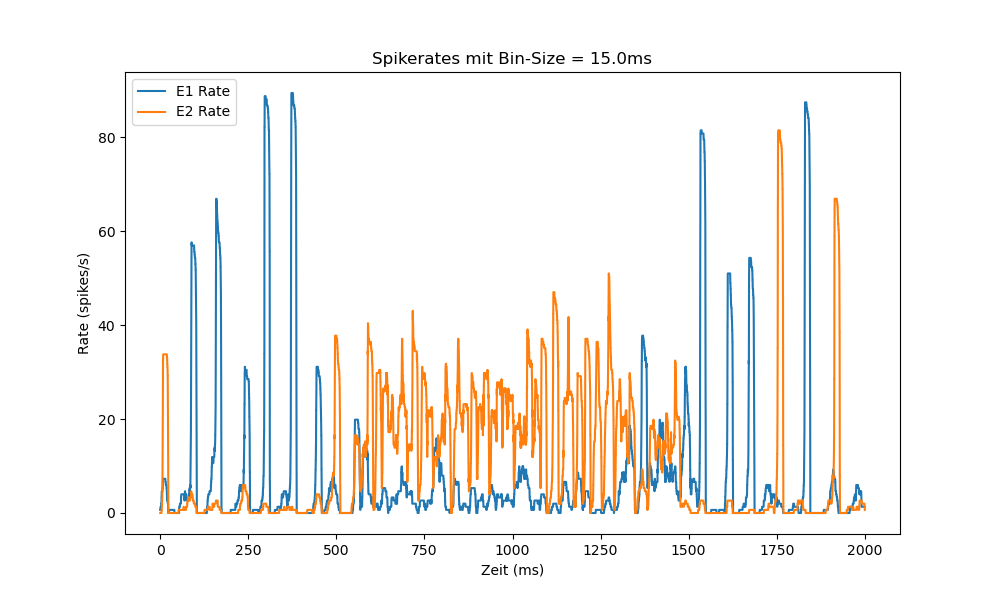 Spikerates mit Bin-Size = 15.0ms
E1 Rate
E2 Rate
Rate (spikes/s)
80
60
40
20
0
0 250 500 750 1000 1250 1500 1750 2000
Zeit (ms)